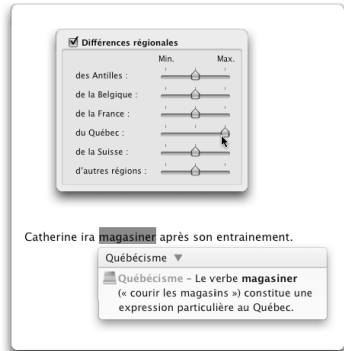 Différences régionales
Min. Max.
des Antilles :
de la Belgique :
de la France :
du Québec :
de la Suisse :
d'autres régions :
Catherine ira magasiner après son entrainement.
Québécisme ▼
Québécisme – Le verbe magasiner
(« courir les magasins ») constitue une
expression particulière au Québec.